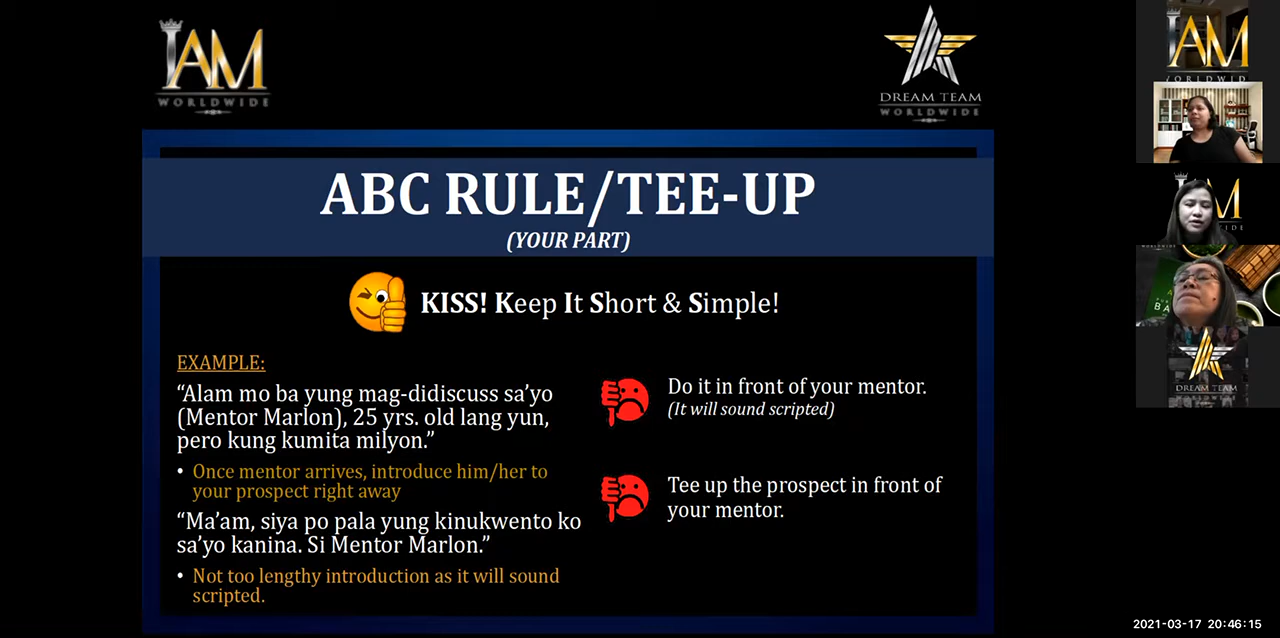 IAM
WORLDWIDE
DREAM TEAM
WORLDWIDE
ABC RULE/TEE-UP
(YOUR PART)
KISS! Keep It Short & Simple!
EXAMPLE:
“Alam mo ba yung mag-didiscuss sa’yo
(Mentor Marlon), 25 yrs. old lang yun,
pero kung kumita milyon.”
• Once mentor arrives, introduce him/her to
your prospect right away
“Ma’am, siya po pala yung kinukwento ko
sa’yo kanina. Si Mentor Marlon.”
• Not too lengthy introduction as it will sound
scripted.
Do it in front of your mentor.
(It will sound scripted)
Tee up the prospect in front of
your mentor.
IAM
DREAM TEAM
WORLDWIDE
2021-03-17 20:46:15